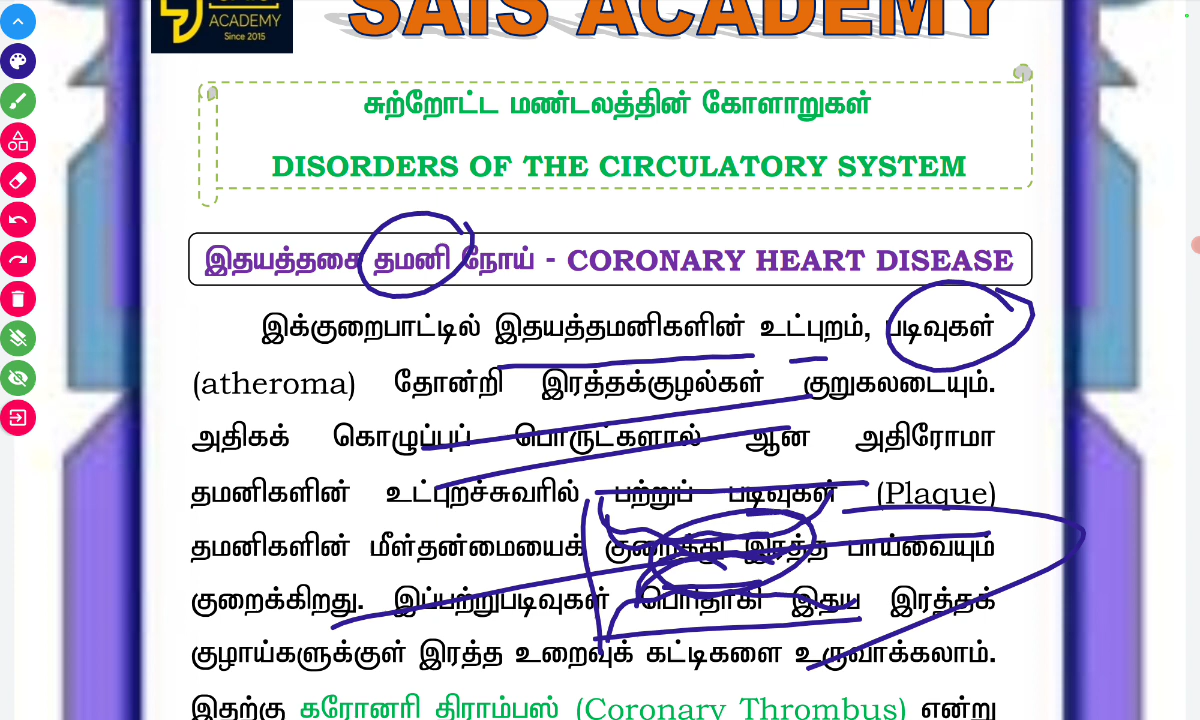 ACADEMY
Since 2015
SAIS ACADEMY
சுற்றோட்ட மண்டலத்தின் கோளாறுகள்
DISORDERS OF THE CIRCULATORY SYSTEM
இதயத்தசை தமனி நோய் - CORONARY HEART DISEASE
இக்குறைபாட்டில் இதயத்தமனிகளின் உட்புறம், படிவுகள்
(atheroma) தோன்றி இரத்தக்குழல்கள் குறுகலடையும்.
அதிகக் கொழுப்புப் பொருட்களால் ஆன அதிரோமா
தமனிகளின் உட்புறச்சுவரில் பற்றுப் படிவுகள் (Plaque)
தமனிகளின் மீள்தன்மையைக் குறைத்து இரத்த பாய்வையும்
குறைக்கிறது. இப்பற்றுபடிவுகள் பெரிதாகி இதய இரத்தக்
குழாய்களுக்குள் இரத்த உறைவுக் கட்டிகளை உருவாக்கலாம்.
இதற்கு கரோனரி திராம்பஸ் (Coronary Thrombus) என்று